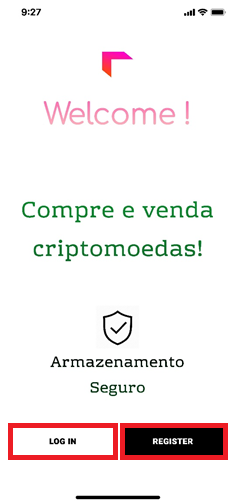 9:27
Welcome !
Compre e venda
criptomoedas!
Armazenamento
Seguro
LOG IN
REGISTER